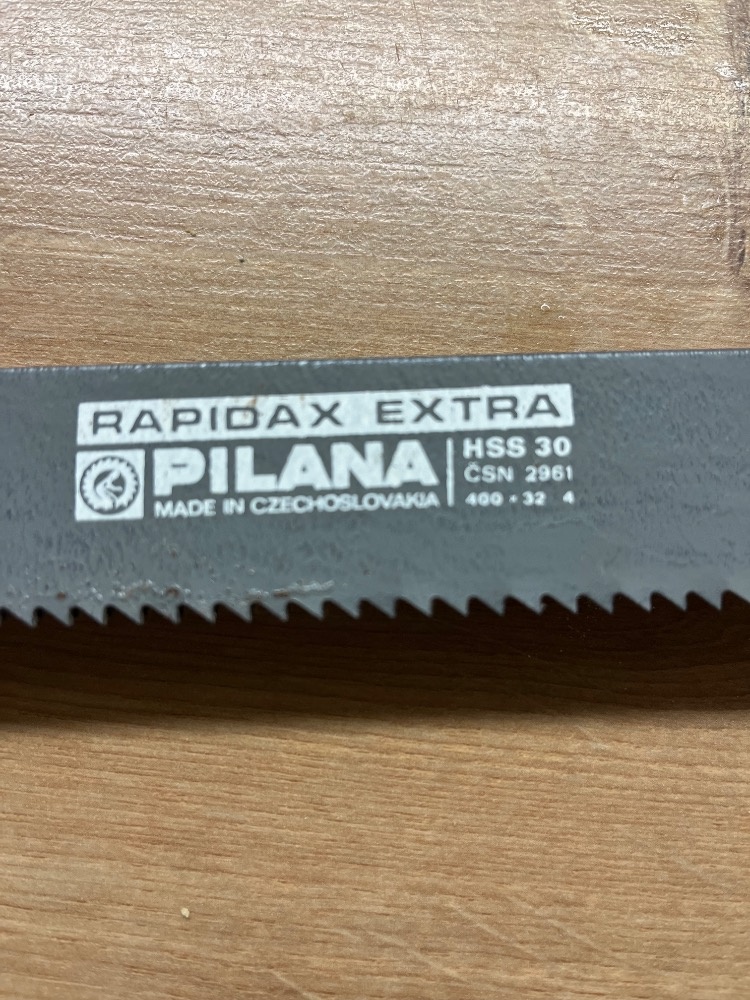 RAPIDAX EXTRA
PILANA
MADE IN CZECHOSLOVAKIA
HSS 30
ČSN 2961
400 × 32 4